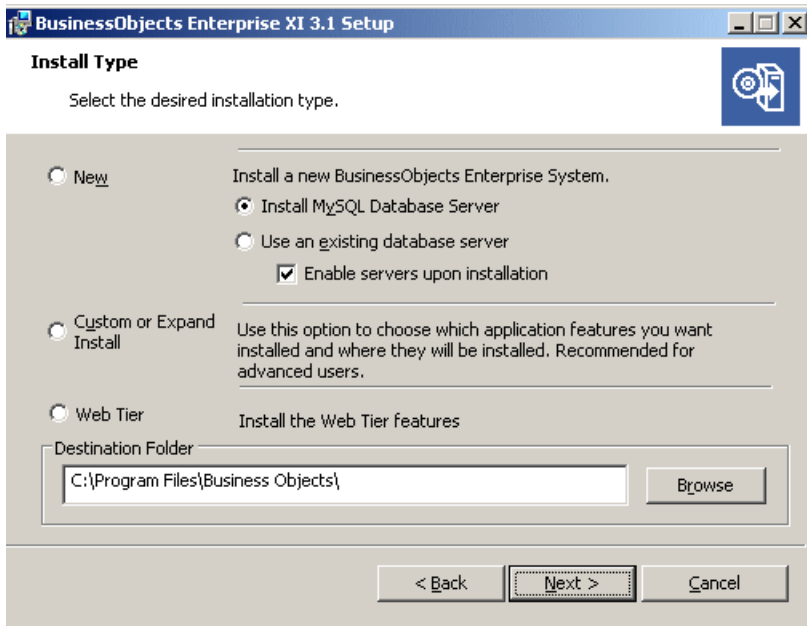 BusinessObjects Enterprise XI 3.1 Setup
Install Type
Select the desired installation type.
New
Install a new BusinessObjects Enterprise System.
Install MySQL Database Server
Use an existing database server
Enable servers upon installation
Custom or Expand
Install
Use this option to choose which application features you want
installed and where they will be installed. Recommended for
advanced users.
Web Tier
Install the Web Tier features
Destination Folder
C:\Program Files\Business Objects\
Browse
< Back
Next >
Cancel